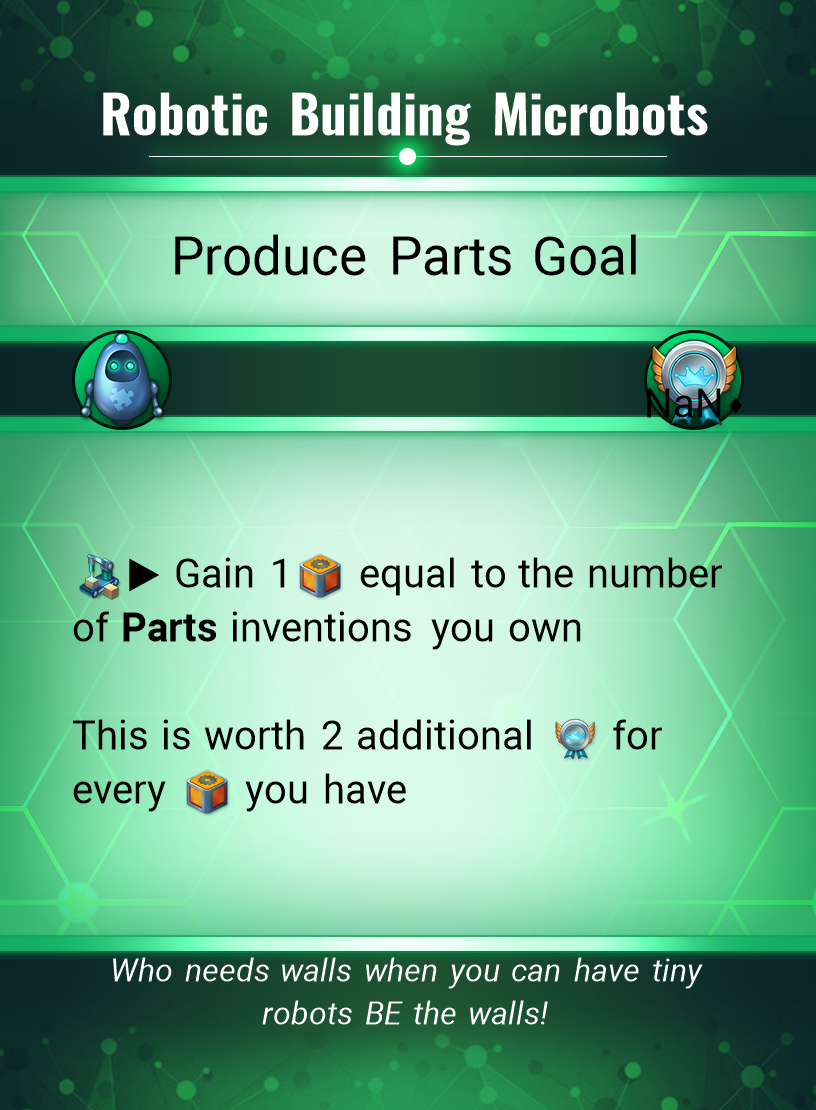 Robotic Building Microbots
Produce Parts Goal
NaN⬥
▶ Gain 1 equal to the number
of Parts inventions you own
This is worth 2 additional for
every you have
Who needs walls when you can have tiny
robots BE the walls!